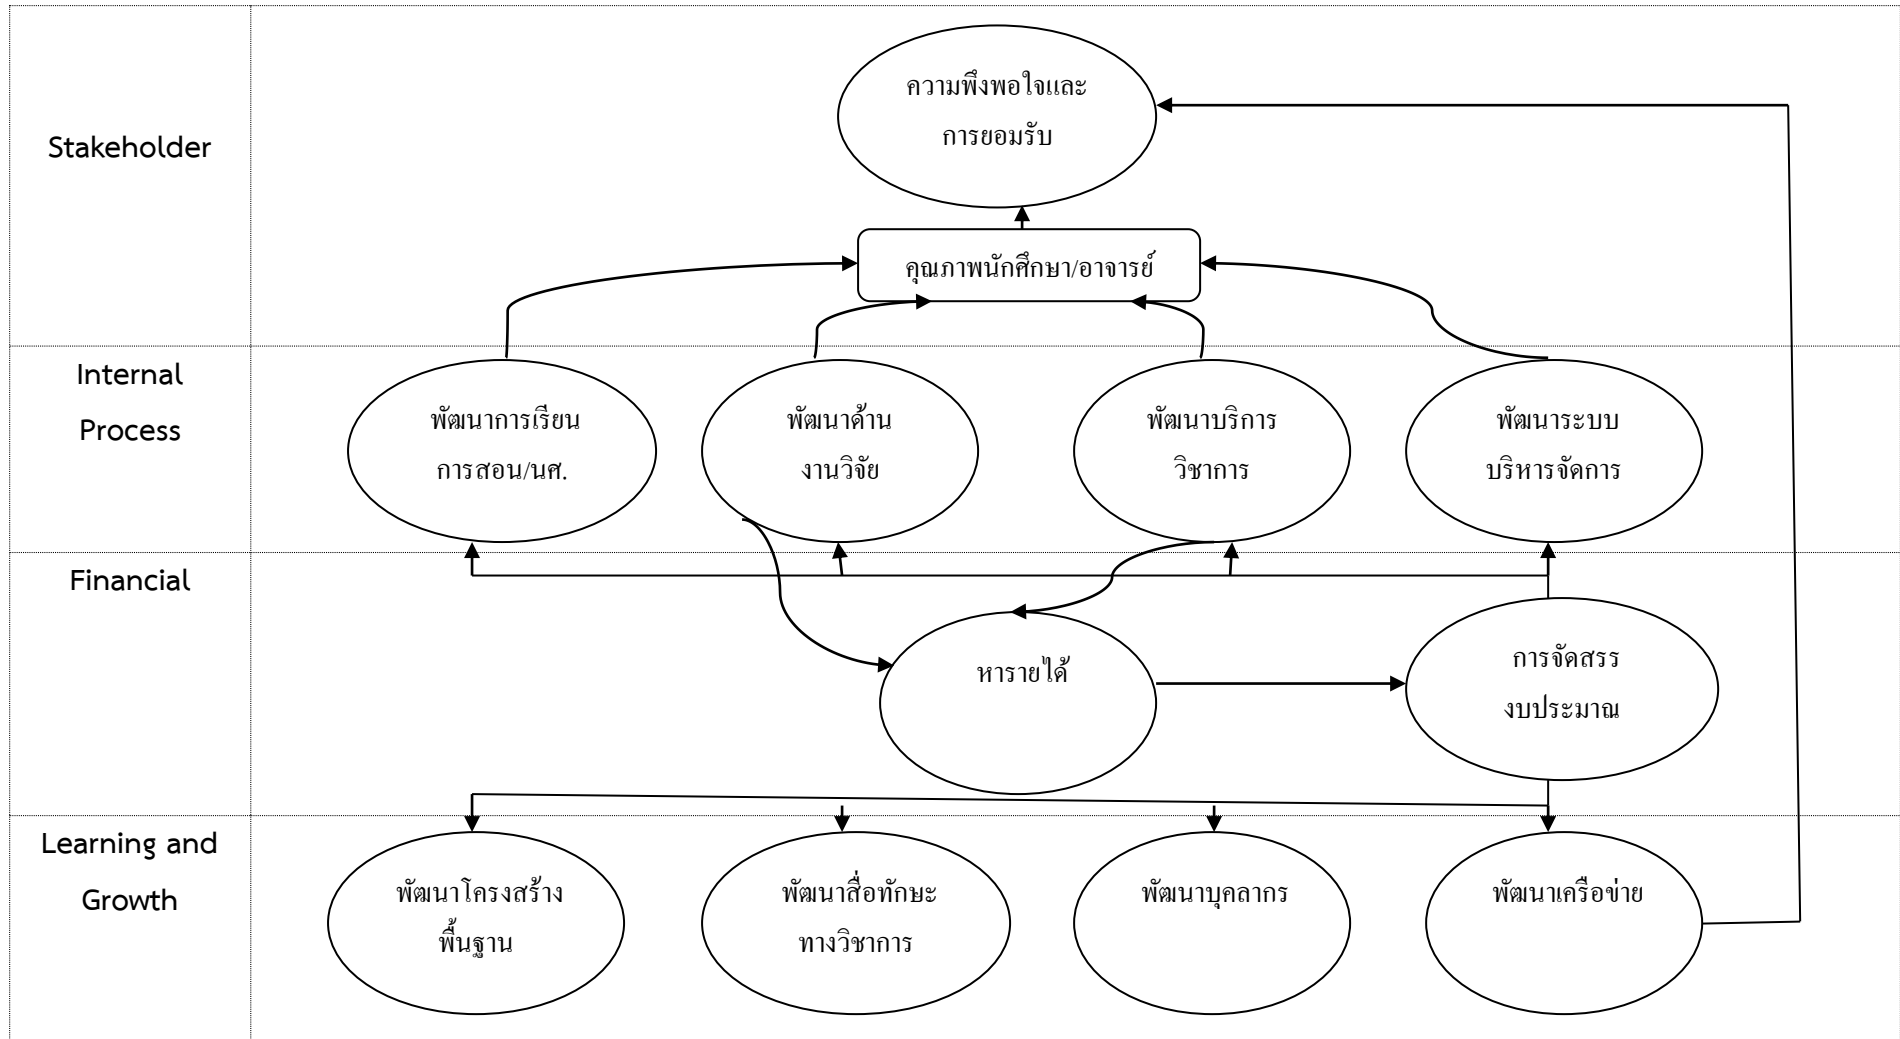 Stakeholder
ความพึงพอใจและ
การยอมรับ
คุณภาพนักศึกษา/อาจารย์
Internal
Process
พัฒนาการเรียน
การสอน/นศ.
พัฒนาด้าน
งานวิจัย
พัฒนาบริการ
วิชาการ
พัฒนาระบบ
บริหารจัดการ
Financial
หารายได้
การจัดสรร
งบประมาณ
Learning and
Growth
พัฒนาโครงสร้าง
พื้นฐาน
พัฒนาสื่อทักษะ
ทางวิชาการ
พัฒนาบุคลากร
พัฒนาเครือข่าย